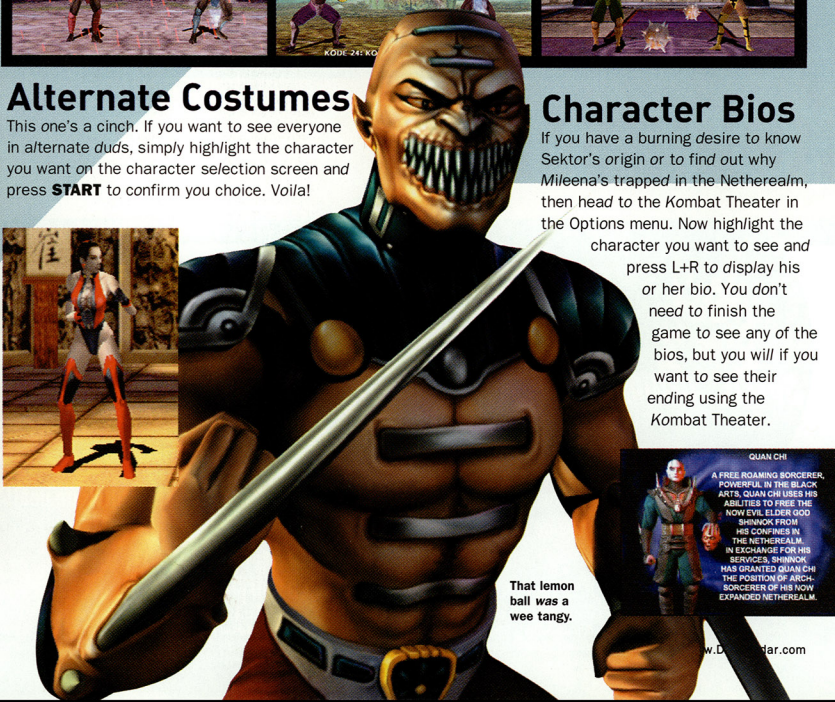 KODE 24: KO
Alternate Costumes
This one's a cinch. If you want to see everyone
in alternate duds, simply highlight the character
you want on the character selection screen and
press START to confirm you choice. Voila!
Character Bios
If you have a burning desire to know
Sektor's origin or to find out why
Mileena's trapped in the Netherealm,
then head to the Kombat Theater in
the Options menu. Now highlight the
character you want to see and
press L+R to display his
or her bio. You don't
need to finish the
game to see any of the
bios, but you will if you
want to see their
ending using the
Kombat Theater.
QUAN CHI
A FREE ROAMING SORCERER,
POWERFUL IN THE BLACK
ARTS, QUAN CHI USES HIS
ABILITIES TO FREE THE
NOW EVIL ELDER GOD
SHINNOK FROM
HIS CONFINES IN
THE NETHEREALM.
IN EXCHANGE FOR HIS
SERVICES, SHINNOK
HAS GRANTED QUAN CHI
THE POSITION OF ARCH-
SORCERER OF HIS NOW
EXPANDED NETHEREALM.
That lemon
ball was a
wee tangy.